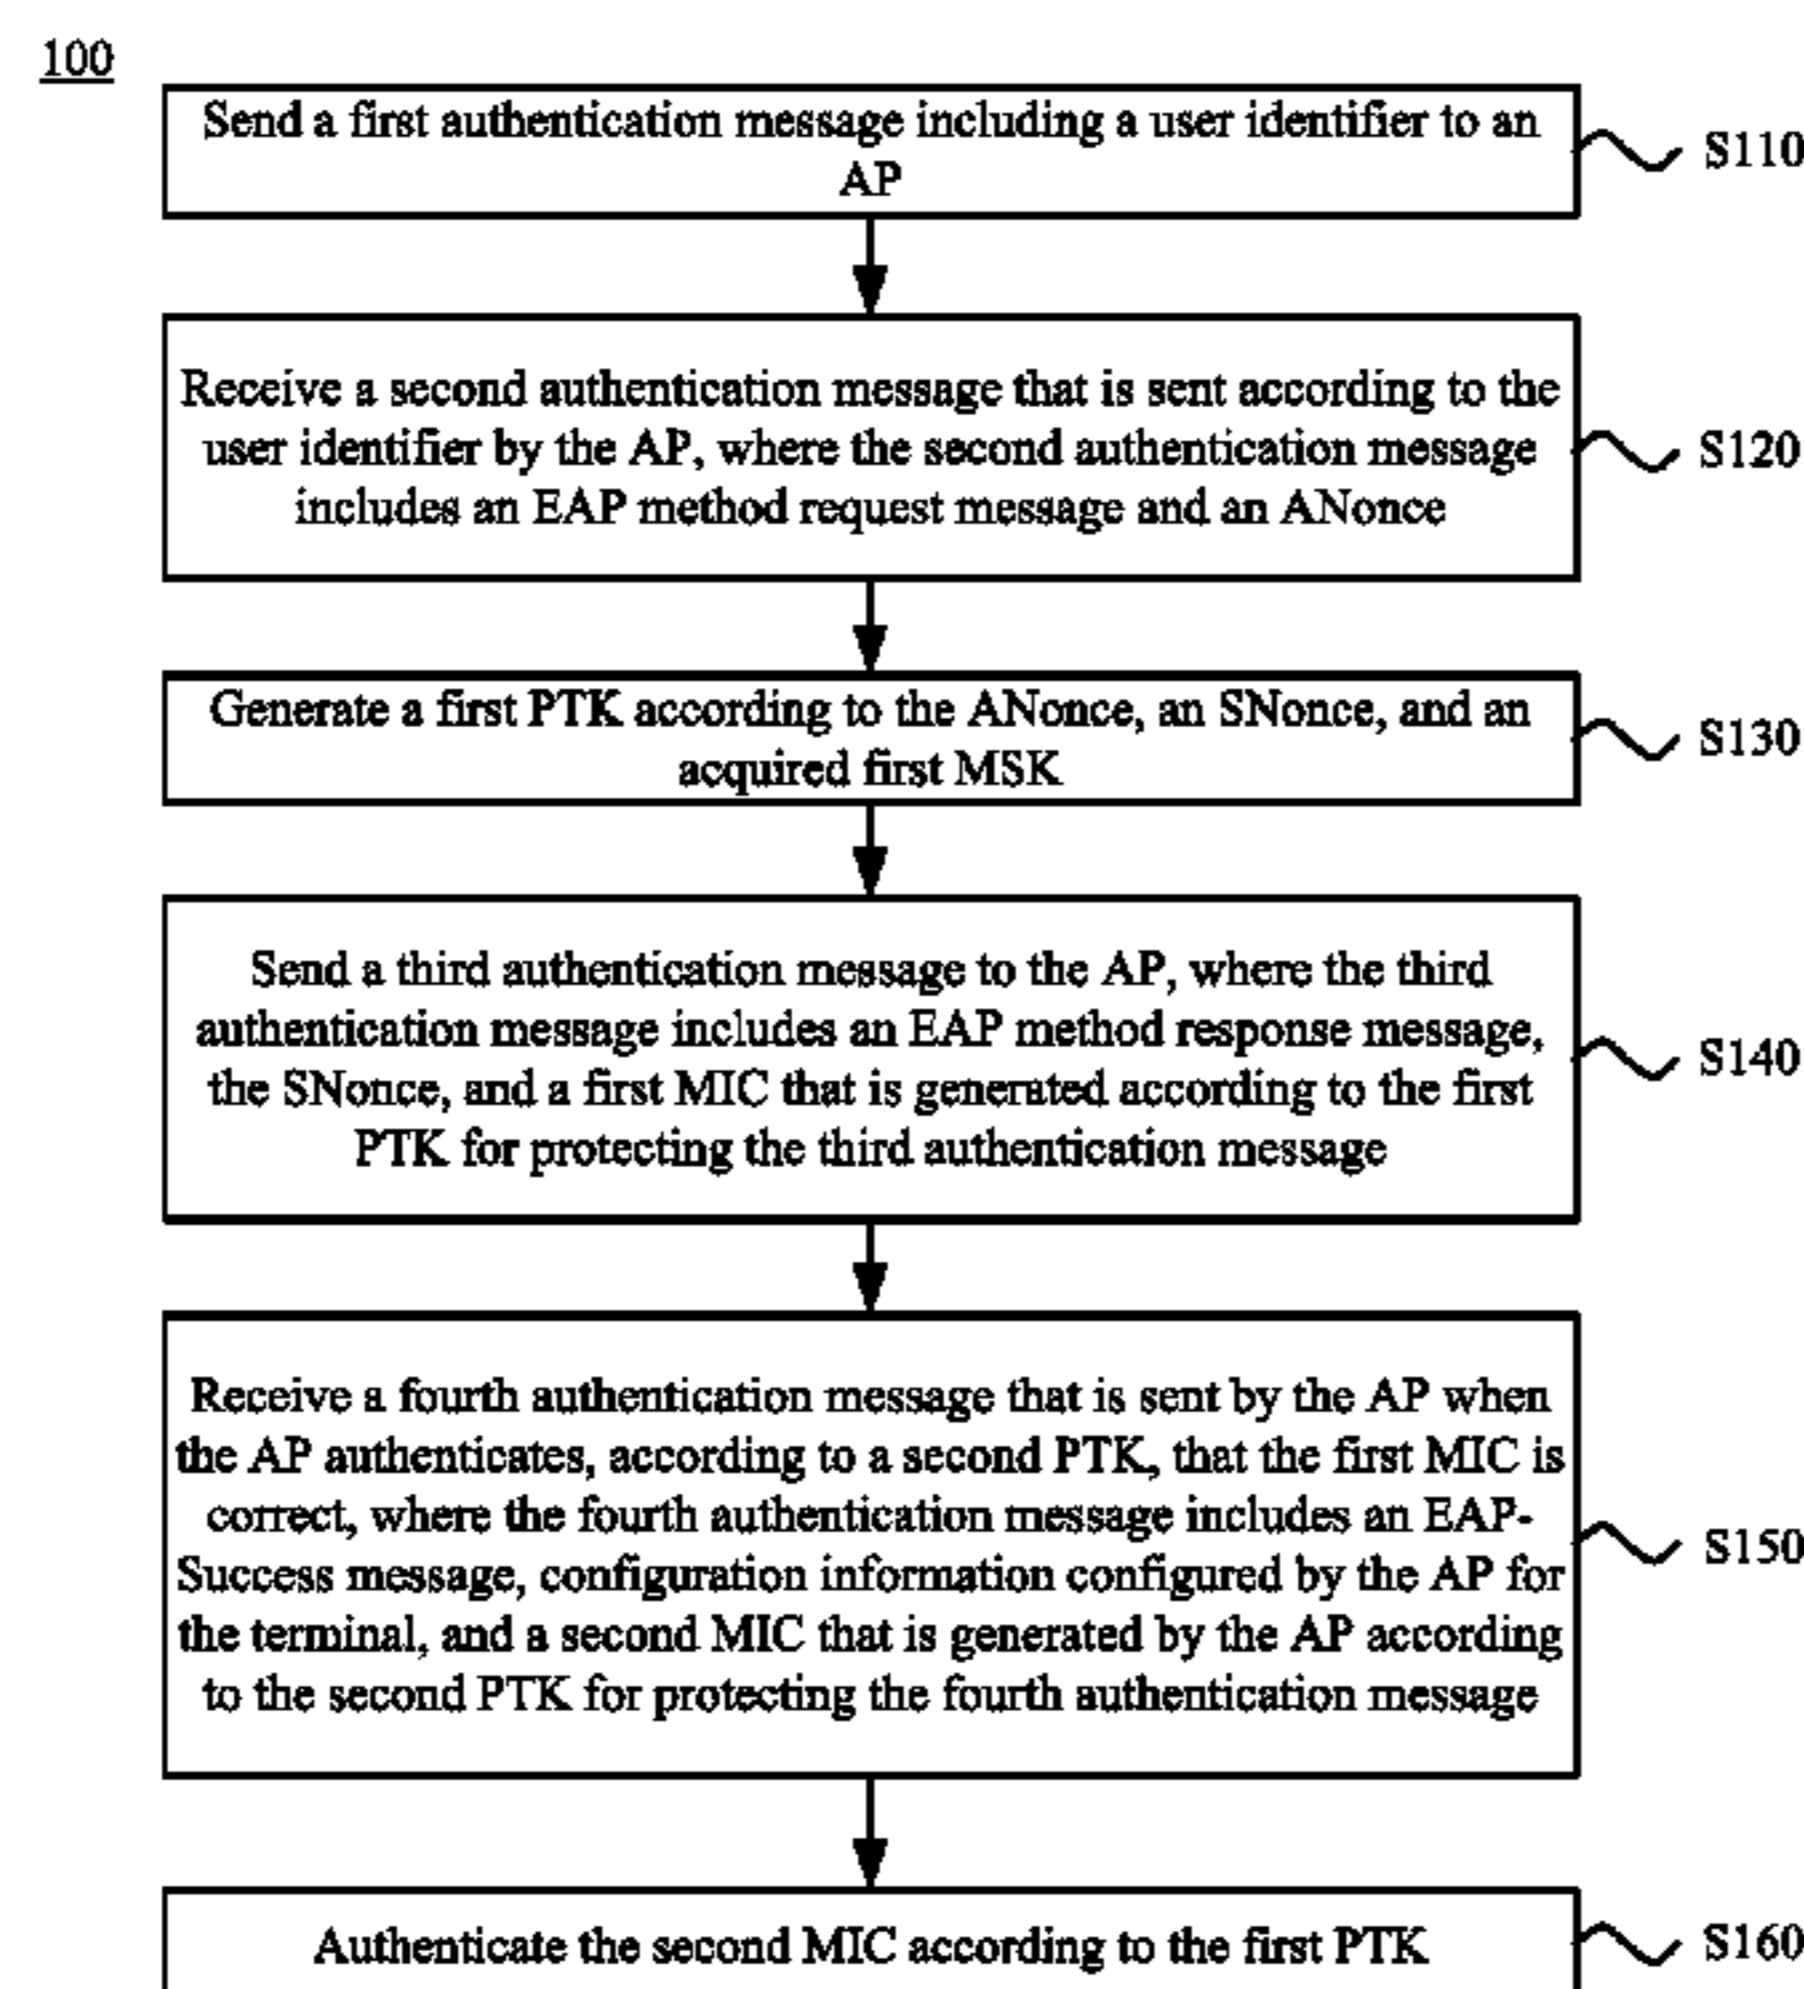 100
Send a first authentication message including a user identifier to an
AP
S110
Receive a second authentication message that is sent according to the
user identifier by the AP, where the second authentication message
includes an EAP method request message and an ANonce
S120
Generate a first PTK according to the ANonce, an SNonce, and an
acquired first MSK
S130
Send a third authentication message to the AP, where the third
authentication message includes an EAP method response message,
the SNonce, and a first MIC that is generated according to the first
PTK for protecting the third authentication message
S140
Receive a fourth authentication message that is sent by the AP when
the AP authenticates, according to a second PTK, that the first MIC is
correct, where the fourth authentication message includes an EAP-
Success message, configuration information configured by the AP for
the terminal, and a second MIC that is generated by the AP according
to the second PTK for protecting the fourth authentication message
S150
Authenticate the second MIC according to the first PTK
S160